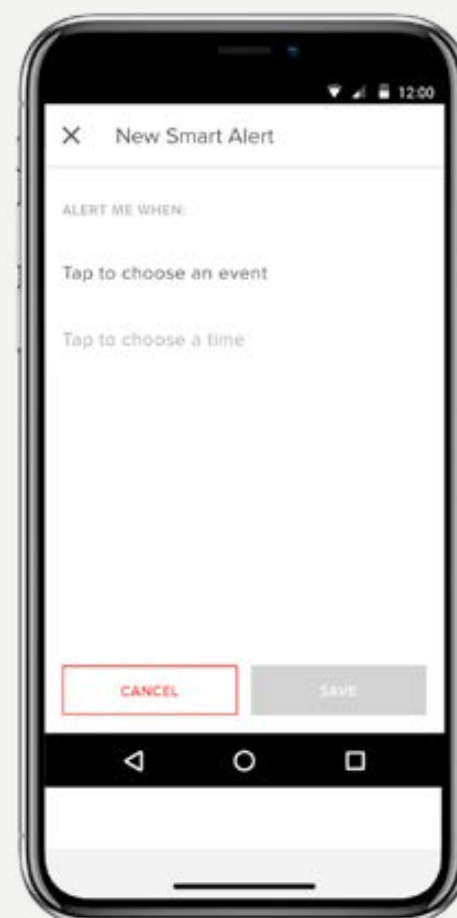 12:00
New Smart Alert
ALERT ME WHEN:
Tap to choose an event
Tap to choose a time
CANCEL
SAVE